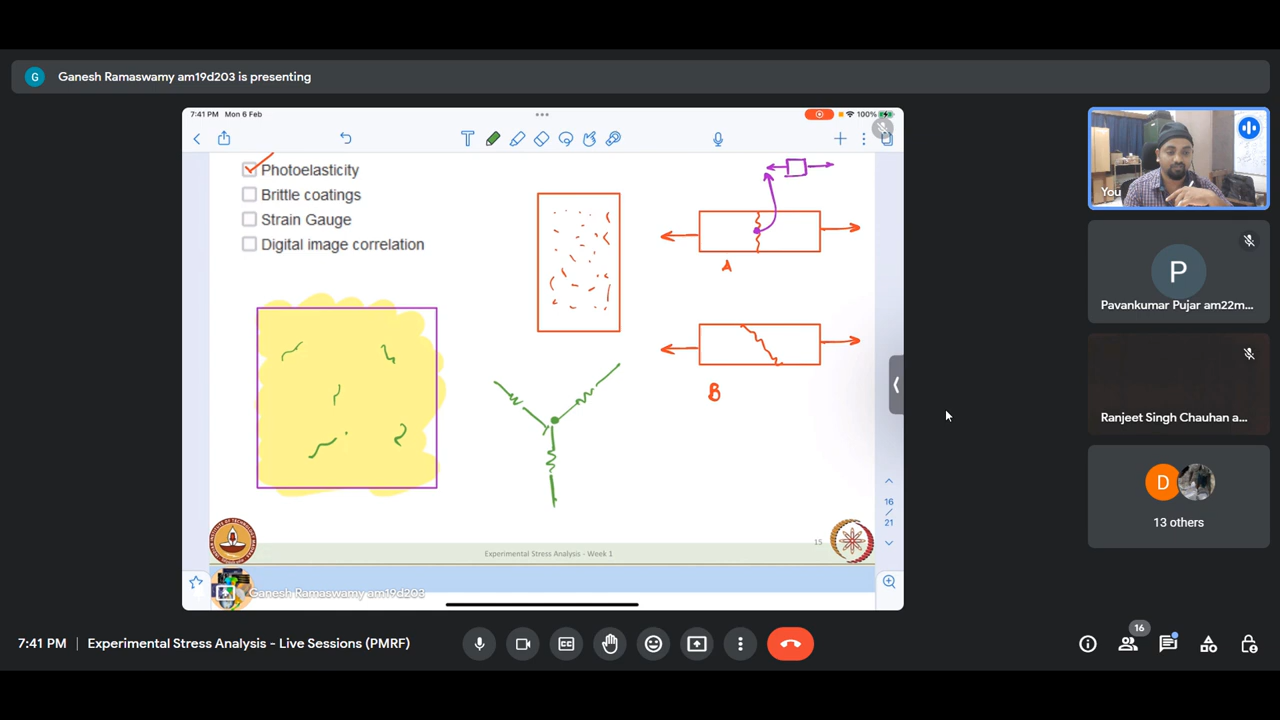 Ganesh Ramaswamy am19d203 is presenting
G
7:41 PM Mon 6 Feb
100%
T
Photoelasticity
Brittle coatings
Strain Gauge
Digital image correlation
A
B
16
/
21
15
Experimental Stress Analysis - Week 1
Ganesh Ramaswamy am19d203
You
P
Pavankumar Pujar am22m...
Ranjeet Singh Chauhan a...
D
13 others
7:41 PM | Experimental Stress Analysis - Live Sessions (PMRF)
16